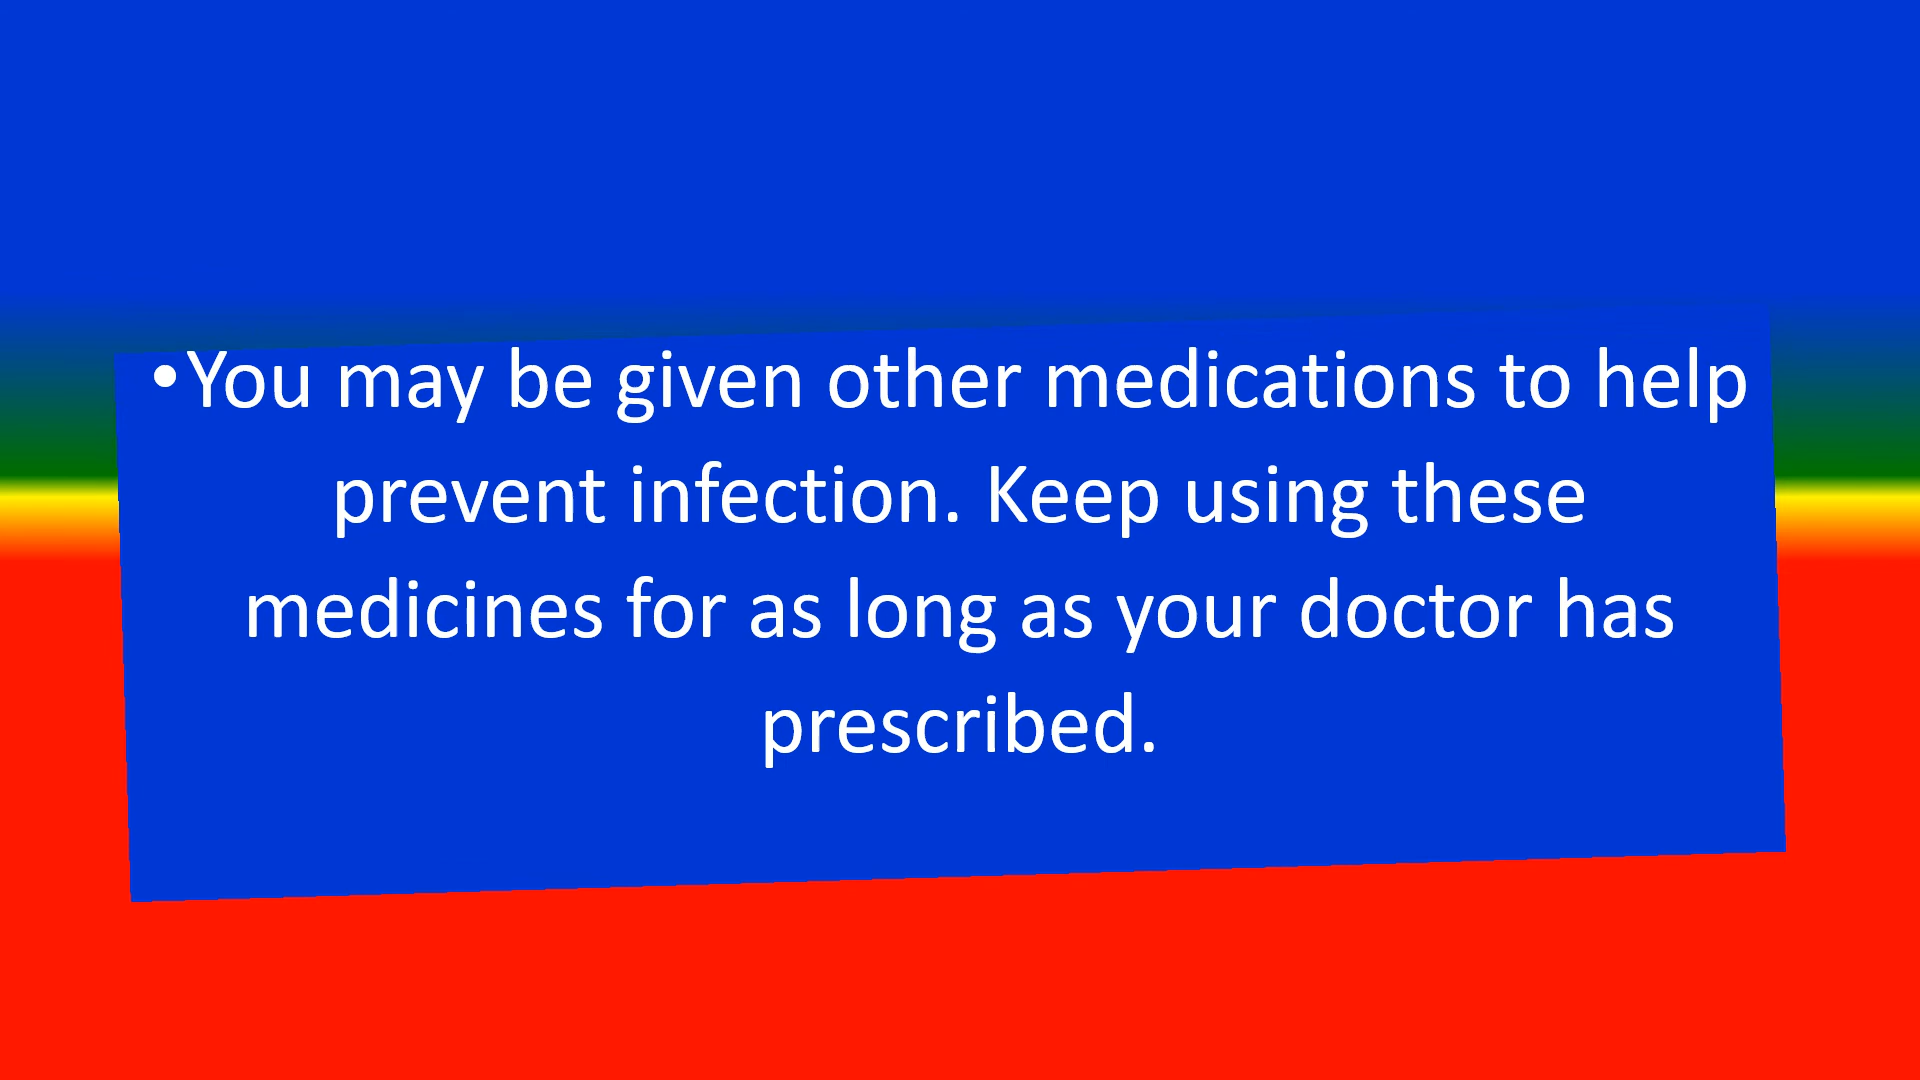 •You may be given other medications to help
prevent infection. Keep using these
medicines for as long as your doctor has
prescribed.